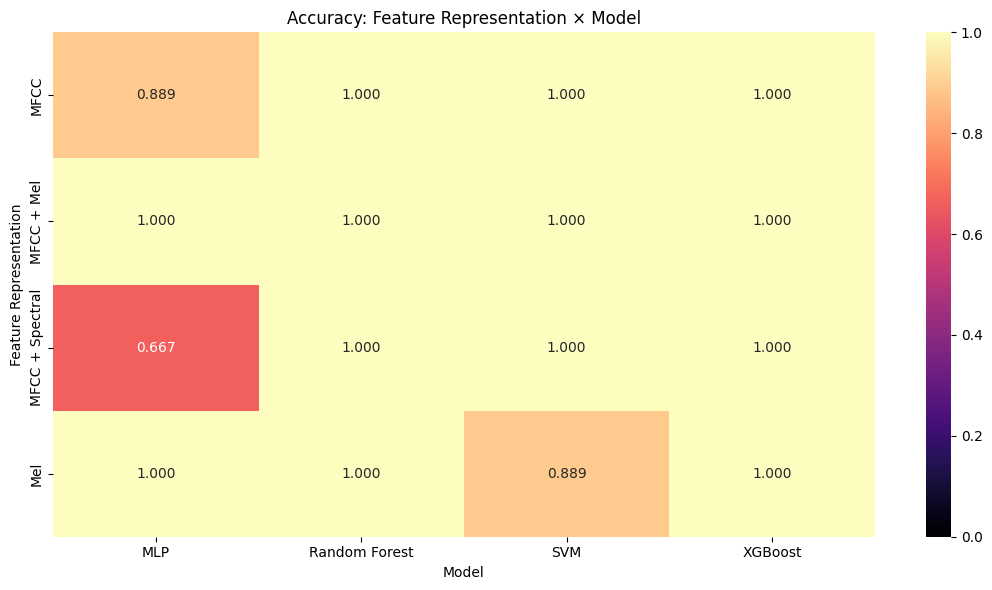 Accuracy: Feature Representation × Model
Feature Representation
MFCC
0.889 1.000 1.000 1.000
MFCC + Mel
1.000 1.000 1.000 1.000
MFCC + Spectral
0.667 1.000 1.000 1.000
Mel
1.000 1.000 0.889 1.000
MLP Random Forest SVM XGBoost
Model
1.0
0.8
0.6
0.4
0.2
0.0